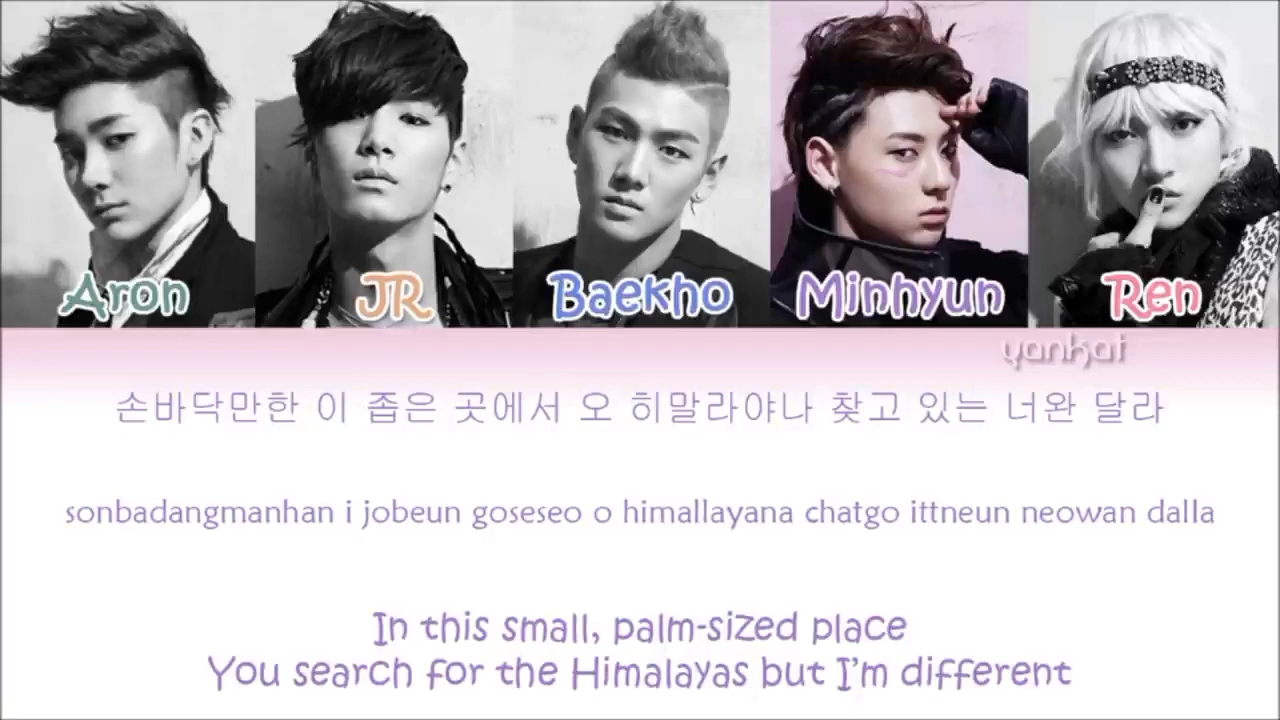 Aron JR Baekho Minhyun Ren
yankat
손바닥만한 이 좁은 곳에서 오 히말라야나 찾고 있는 너완 달라
sonbadangmanhan i jobeun goseseo o himallayana chatgo ittneun neowan dalla
In this small, palm-sized place
You search for the Himalayas but I'm different